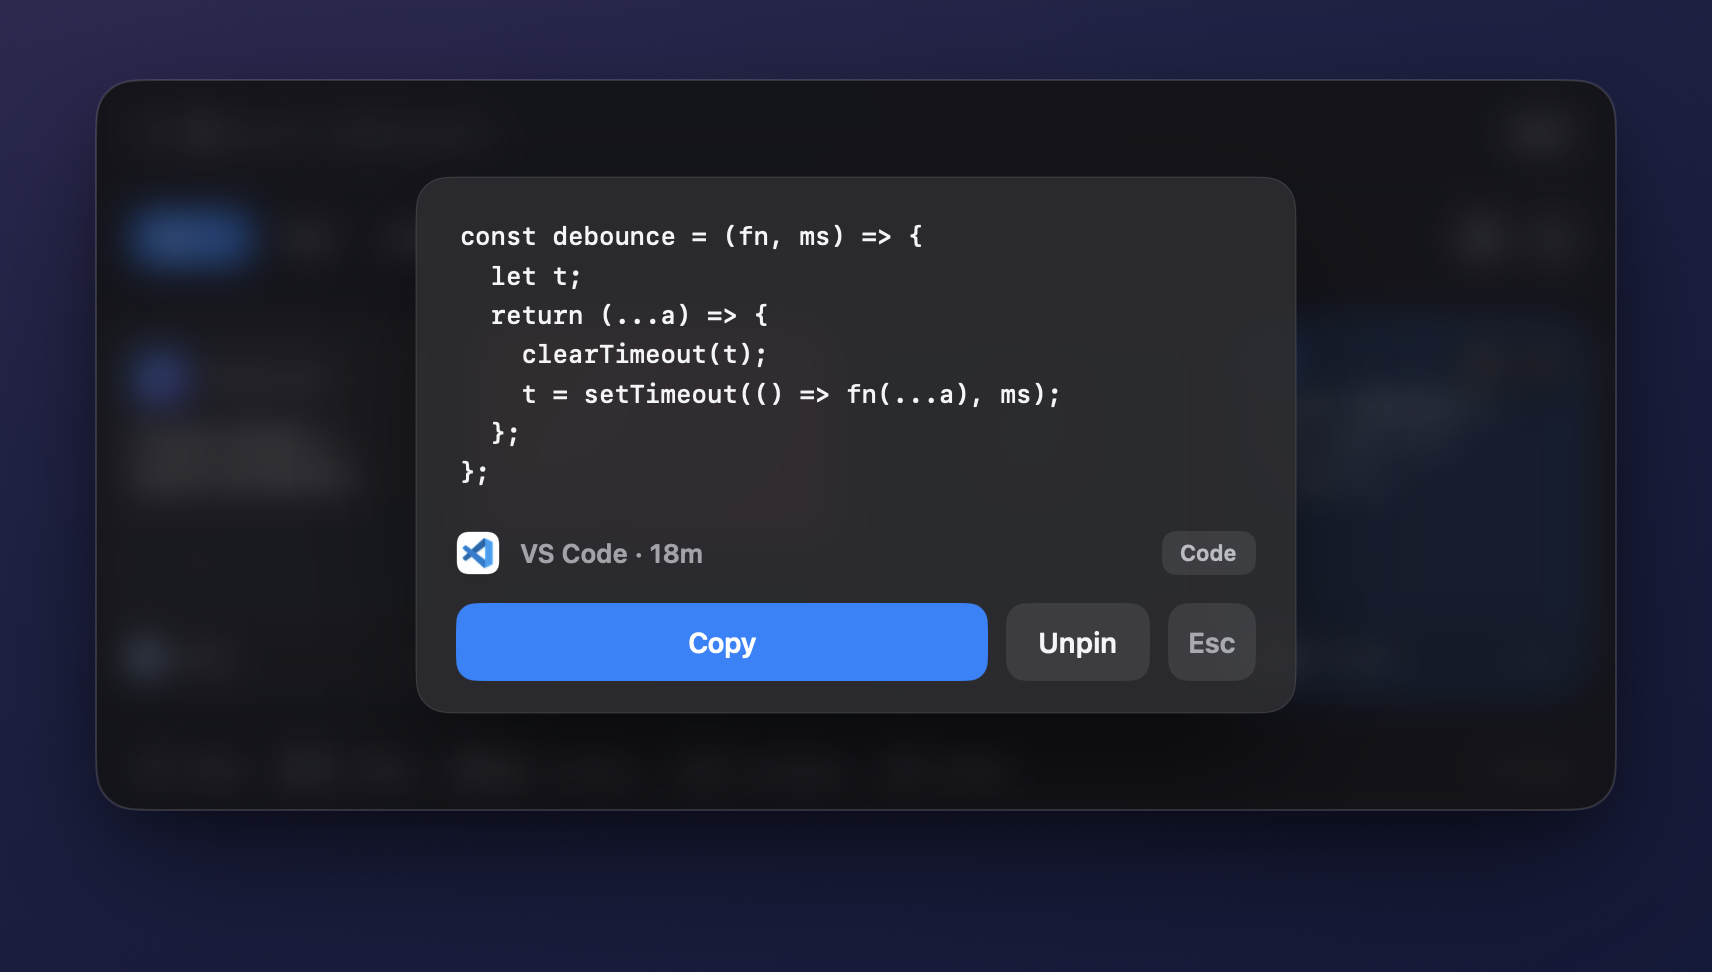 const debounce = (fn, ms) => {
  let t;
  return (...a) => {
    clearTimeout(t);
    t = setTimeout(() => fn(...a), ms);
  };
};
VS Code · 18m
Code
Copy
Unpin
Esc